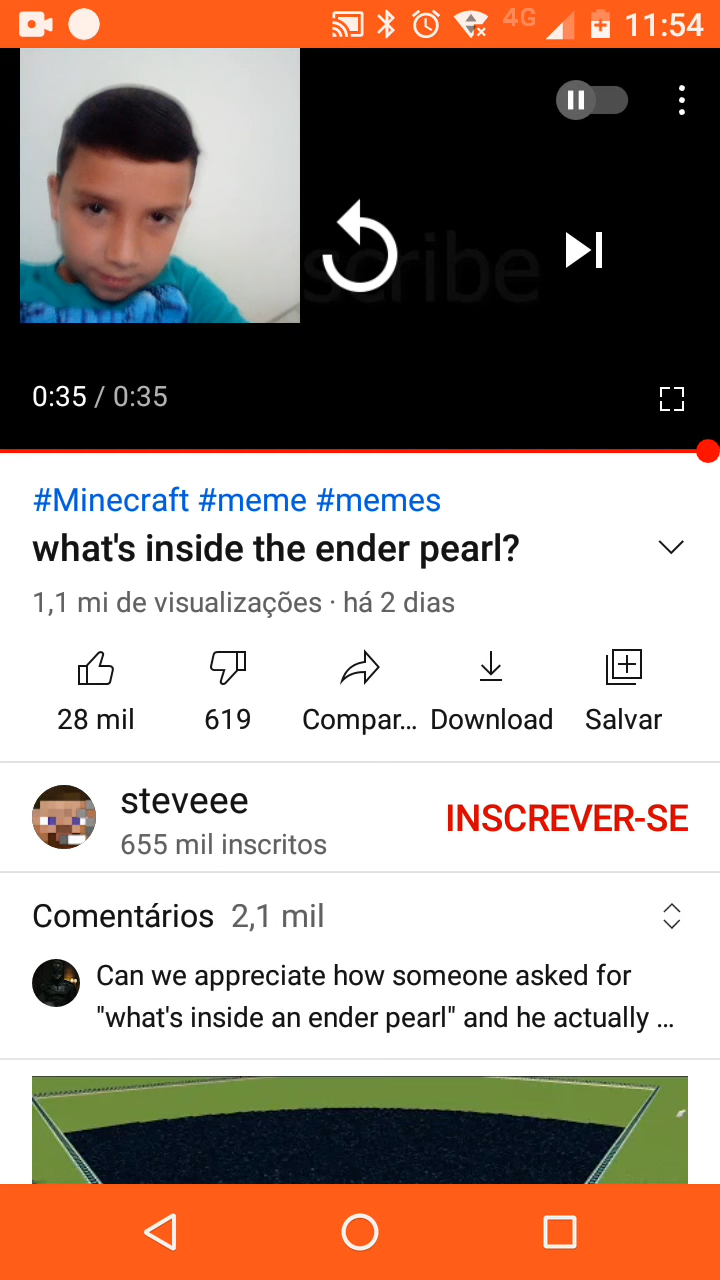 4G 11:54
scribe
0:35 / 0:35
#Minecraft #meme #memes
what's inside the ender pearl?
1,1 mi de visualizações · há 2 dias
28 mil 619 Compar... Download Salvar
steveee
655 mil inscritos
INSCREVER-SE
Comentários 2,1 mil
Can we appreciate how someone asked for
"what's inside an ender pearl" and he actually ...